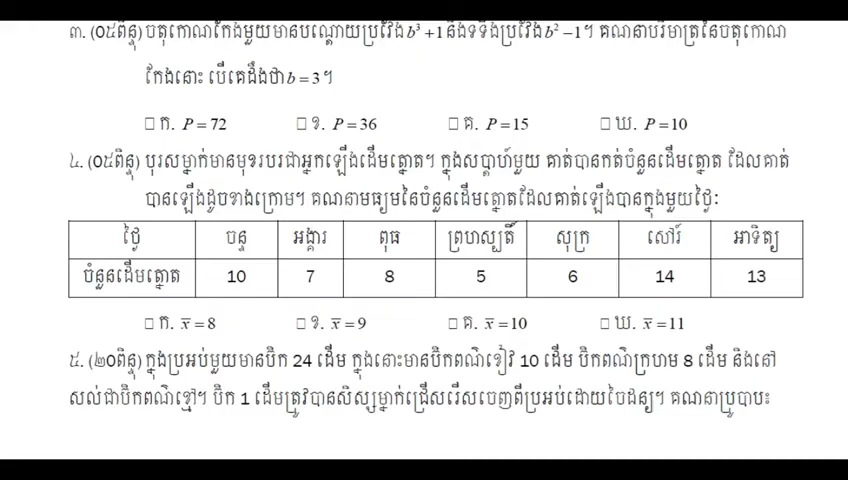 ៣. (០៥ពិន្ទុ) ចតុកោណកែងមួយមានបណ្តោយប្រវែង b³ +1 និងទទឹងប្រវែង b² −1 ។ គណនាបរិមាត្រនៃចតុកោណ
កែងនោះ បើគេដឹងថា b = 3 ។
□ ក. P = 72 □ ខ. P = 36 □ គ. P = 15 □ ឃ. P = 10
៤. (០៥ពិន្ទុ) បុរសម្នាក់មានមុខរបរជាអ្នកឡើងដើមត្នោត។ ក្នុងសប្តាហ៍មួយ គាត់បានកត់ចំនួនដើមត្នោត ដែលគាត់
បានឡើងដូចខាងក្រោម។ គណនាមធ្យមនៃចំនួនដើមត្នោតដែលគាត់ឡើងបានក្នុងមួយថ្ងៃ៖
ថ្ងៃ ចន្ទ អង្គារ ពុធ ព្រហស្បតិ៍ សុក្រ សៅរ៍ អាទិត្យ
ចំនួនដើមត្នោត 10 7 8 5 6 14 13
□ ក. x̄ = 8 □ ខ. x̄ = 9 □ គ. x̄ = 10 □ ឃ. x̄ = 11
៥. (២០ពិន្ទុ) ក្នុងប្រអប់មួយមានប៊ិក 24 ដើម ក្នុងនោះមានប៊ិកពណ៌ខៀវ 10 ដើម ប៊ិកពណ៌ក្រហម 8 ដើម និងនៅ
សល់ជាប៊ិកពណ៌ខ្មៅ។ ប៊ិក 1 ដើមត្រូវបានសិស្សម្នាក់ជ្រើសរើសចេញពីប្រអប់ដោយចៃដន្យ។ គណនាប្រូបាប៖